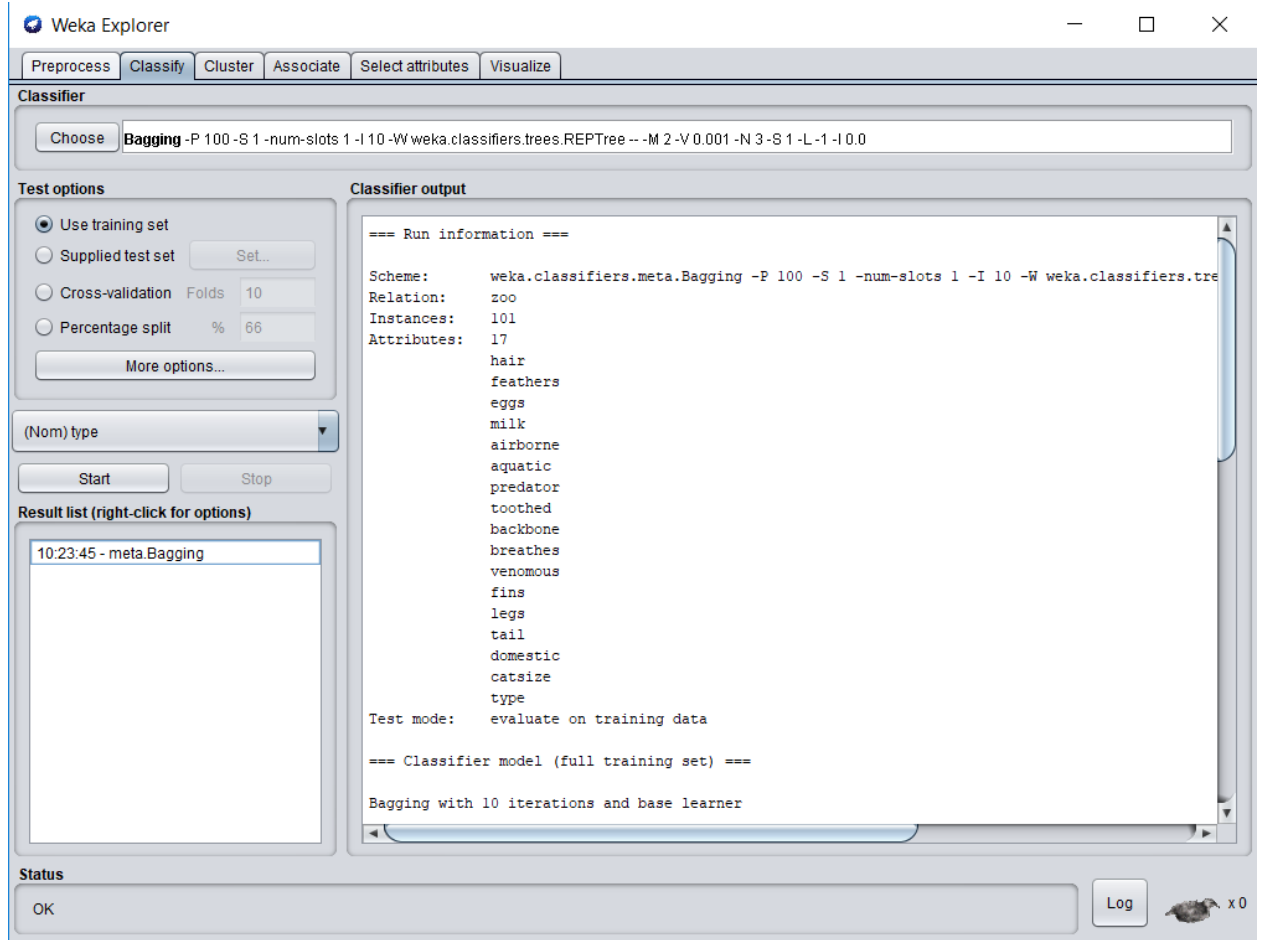 Weka Explorer
Preprocess Classify Cluster Associate Select attributes Visualize
Classifier
Choose Bagging -P 100 -S 1 -num-slots 1 -I 10 -W weka.classifiers.trees.REPTree -- -M 2 -V 0.001 -N 3 -S 1 -L -1 -I 0.0
Test options
Use training set
Supplied test set Set...
Cross-validation Folds 10
Percentage split % 66
More options...
(Nom) type
Start Stop
Result list (right-click for options)
10:23:45 - meta.Bagging
Classifier output
=== Run information ===
Scheme: weka.classifiers.meta.Bagging -P 100 -S 1 -num-slots 1 -I 10 -W weka.classifiers.tre
Relation: zoo
Instances: 101
Attributes: 17
hair
feathers
eggs
milk
airborne
aquatic
predator
toothed
backbone
breathes
venomous
fins
legs
tail
domestic
catsize
type
Test mode: evaluate on training data
=== Classifier model (full training set) ===
Bagging with 10 iterations and base learner
Status
OK
Log
x 0